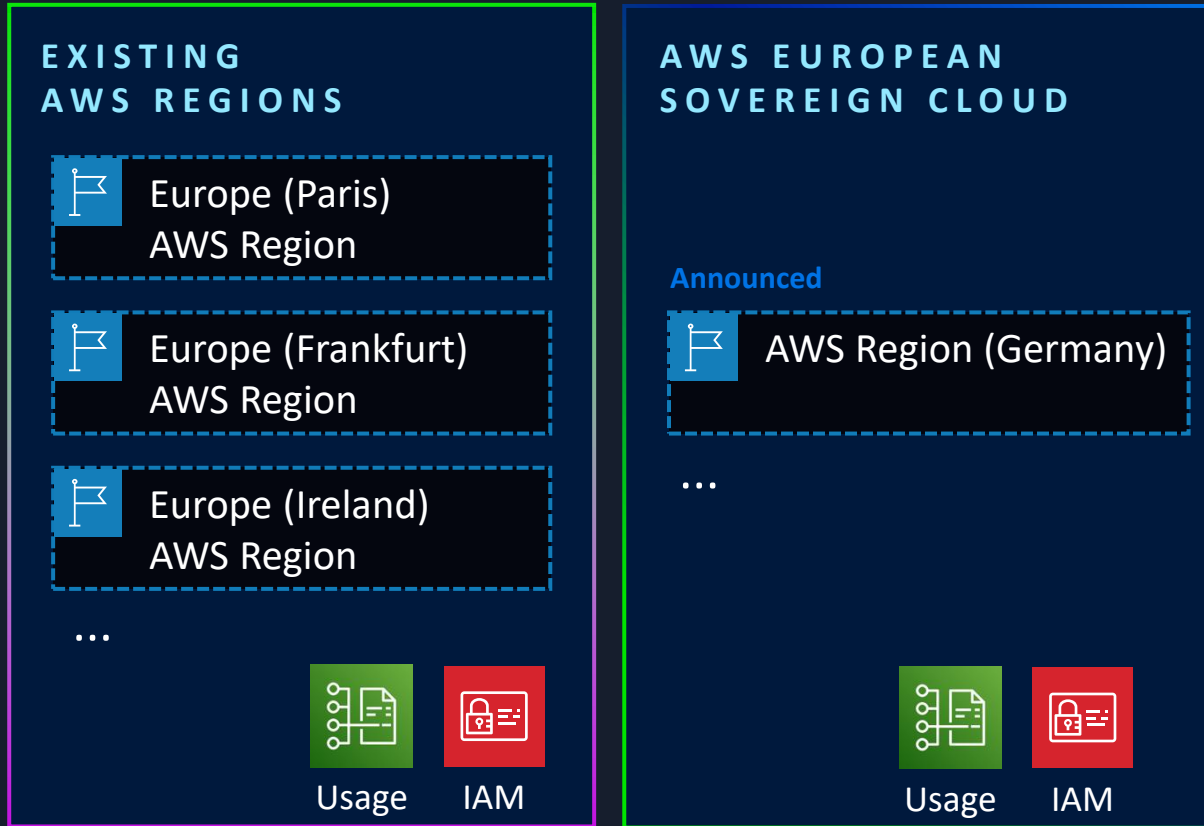 EXISTING
AWS REGIONS
Europe (Paris)
AWS Region
Europe (Frankfurt)
AWS Region
Europe (Ireland)
AWS Region
...
Usage
IAM
AWS EUROPEAN
SOVEREIGN CLOUD
Announced
AWS Region (Germany)
...
Usage
IAM